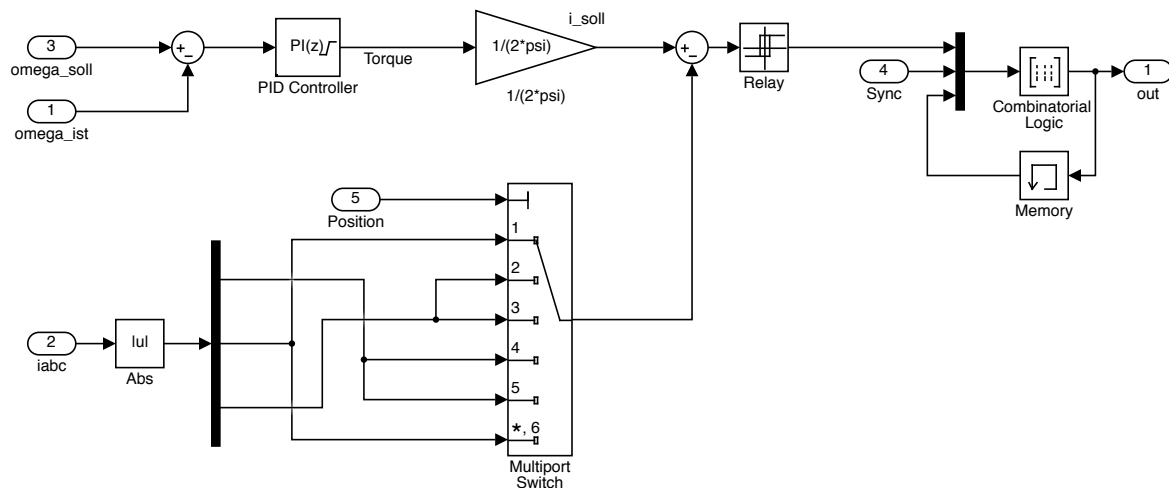 3
omega_soll
1
omega_ist
+
−
PI(z)
PID Controller
Torque
1/(2*psi)
1/(2*psi)
i_soll
+
−
Relay
4
Sync
Combinatorial
Logic
1
out
Memory
5
Position
1
2
3
4
5
*, 6
Multiport
Switch
2
iabc
|u|
Abs